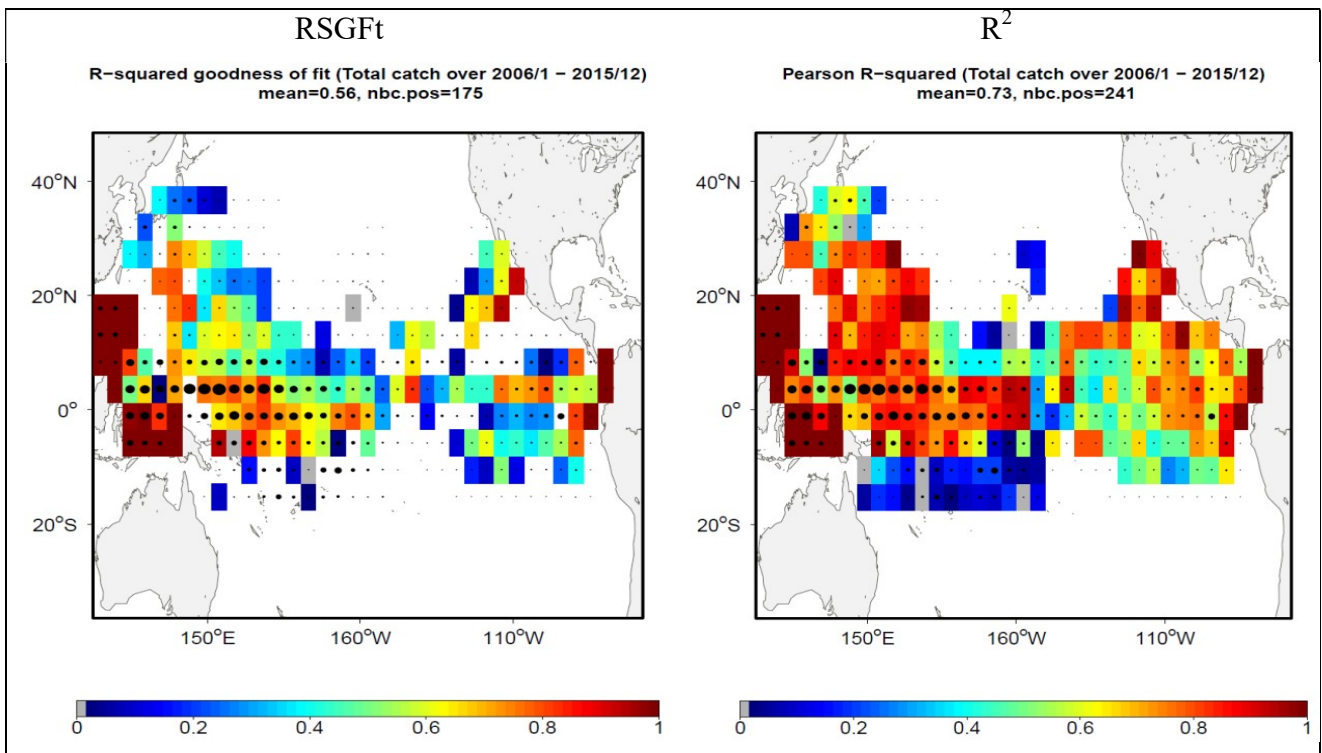 RSGFt
R²
R−squared goodness of fit (Total catch over 2006/1 − 2015/12)
mean=0.56, nbc.pos=175
Pearson R−squared (Total catch over 2006/1 − 2015/12)
mean=0.73, nbc.pos=241
40°N
20°N
0°
20°S
150°E
160°W
110°W
0
0.2
0.4
0.6
0.8
1
40°N
20°N
0°
20°S
150°E
160°W
110°W
0
0.2
0.4
0.6
0.8
1